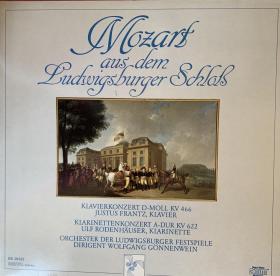 Mozart
aus dem
Ludwigsburger Schloß
KLAVIERKONZERT D-MOLL KV 466
JUSTUS FRANTZ, KLAVIER
KLARINETTENKONZERT A-DUR KV 622
ULF RODENHÄUSER, KLARINETTE
ORCHESTER DER LUDWIGSBURGER FESTSPIELE
DIRIGENT WOLFGANG GÖNNENWEIN